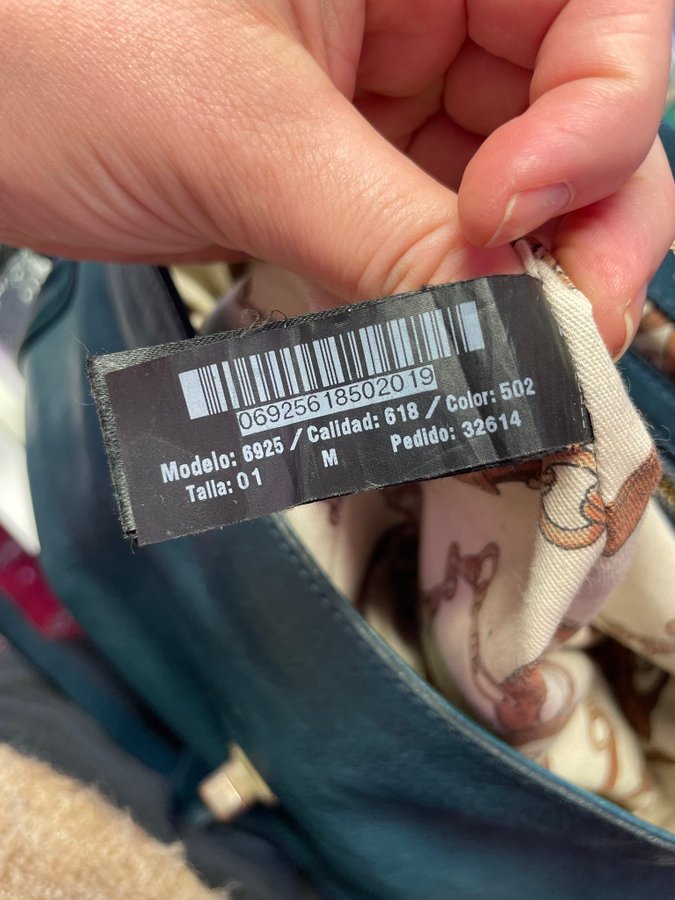 06925618502019
Modelo: 6925 / Calidad: 618 / Color: 502
Talla: 01 M Pedido: 32614